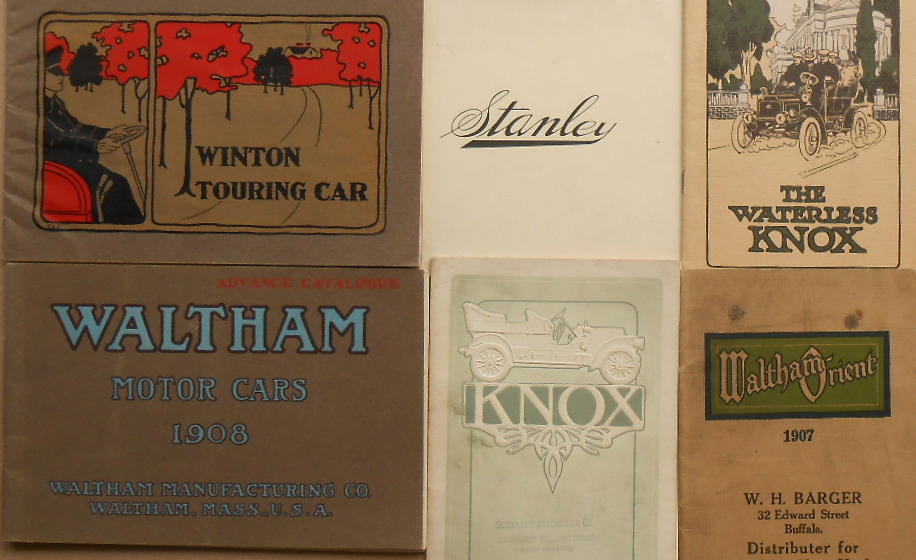 WINTON
TOURING CAR
Stanley
THE
WATERLESS
KNOX
ADVANCE CATALOGUE
WALTHAM
MOTOR CARS
1908
WALTHAM MANUFACTURING CO.
WALTHAM, MASS., U.S.A.
KNOX
Waltham-Orient
1907
W. H. BARGER
32 Edward Street
Buffalo.
Distributer for